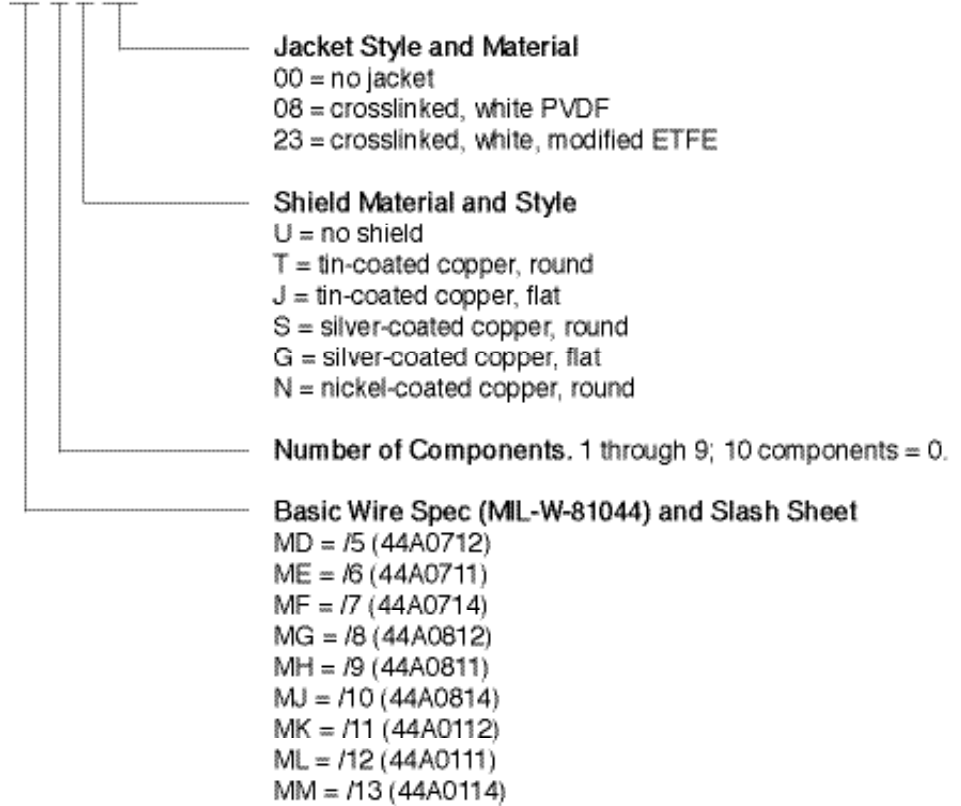 Jacket Style and Material
00 = no jacket
08 = crosslinked, white PVDF
23 = crosslinked, white, modified ETFE
Shield Material and Style
U = no shield
T = tin-coated copper, round
J = tin-coated copper, flat
S = silver-coated copper, round
G = silver-coated copper, flat
N = nickel-coated copper, round
Number of Components. 1 through 9; 10 components = 0.
Basic Wire Spec (MIL-W-81044) and Slash Sheet
MD = /5 (44A0712)
ME = /6 (44A0711)
MF = /7 (44A0714)
MG = /8 (44A0812)
MH = /9 (44A0811)
MJ = /10 (44A0814)
MK = /11 (44A0112)
ML = /12 (44A0111)
MM = /13 (44A0114)